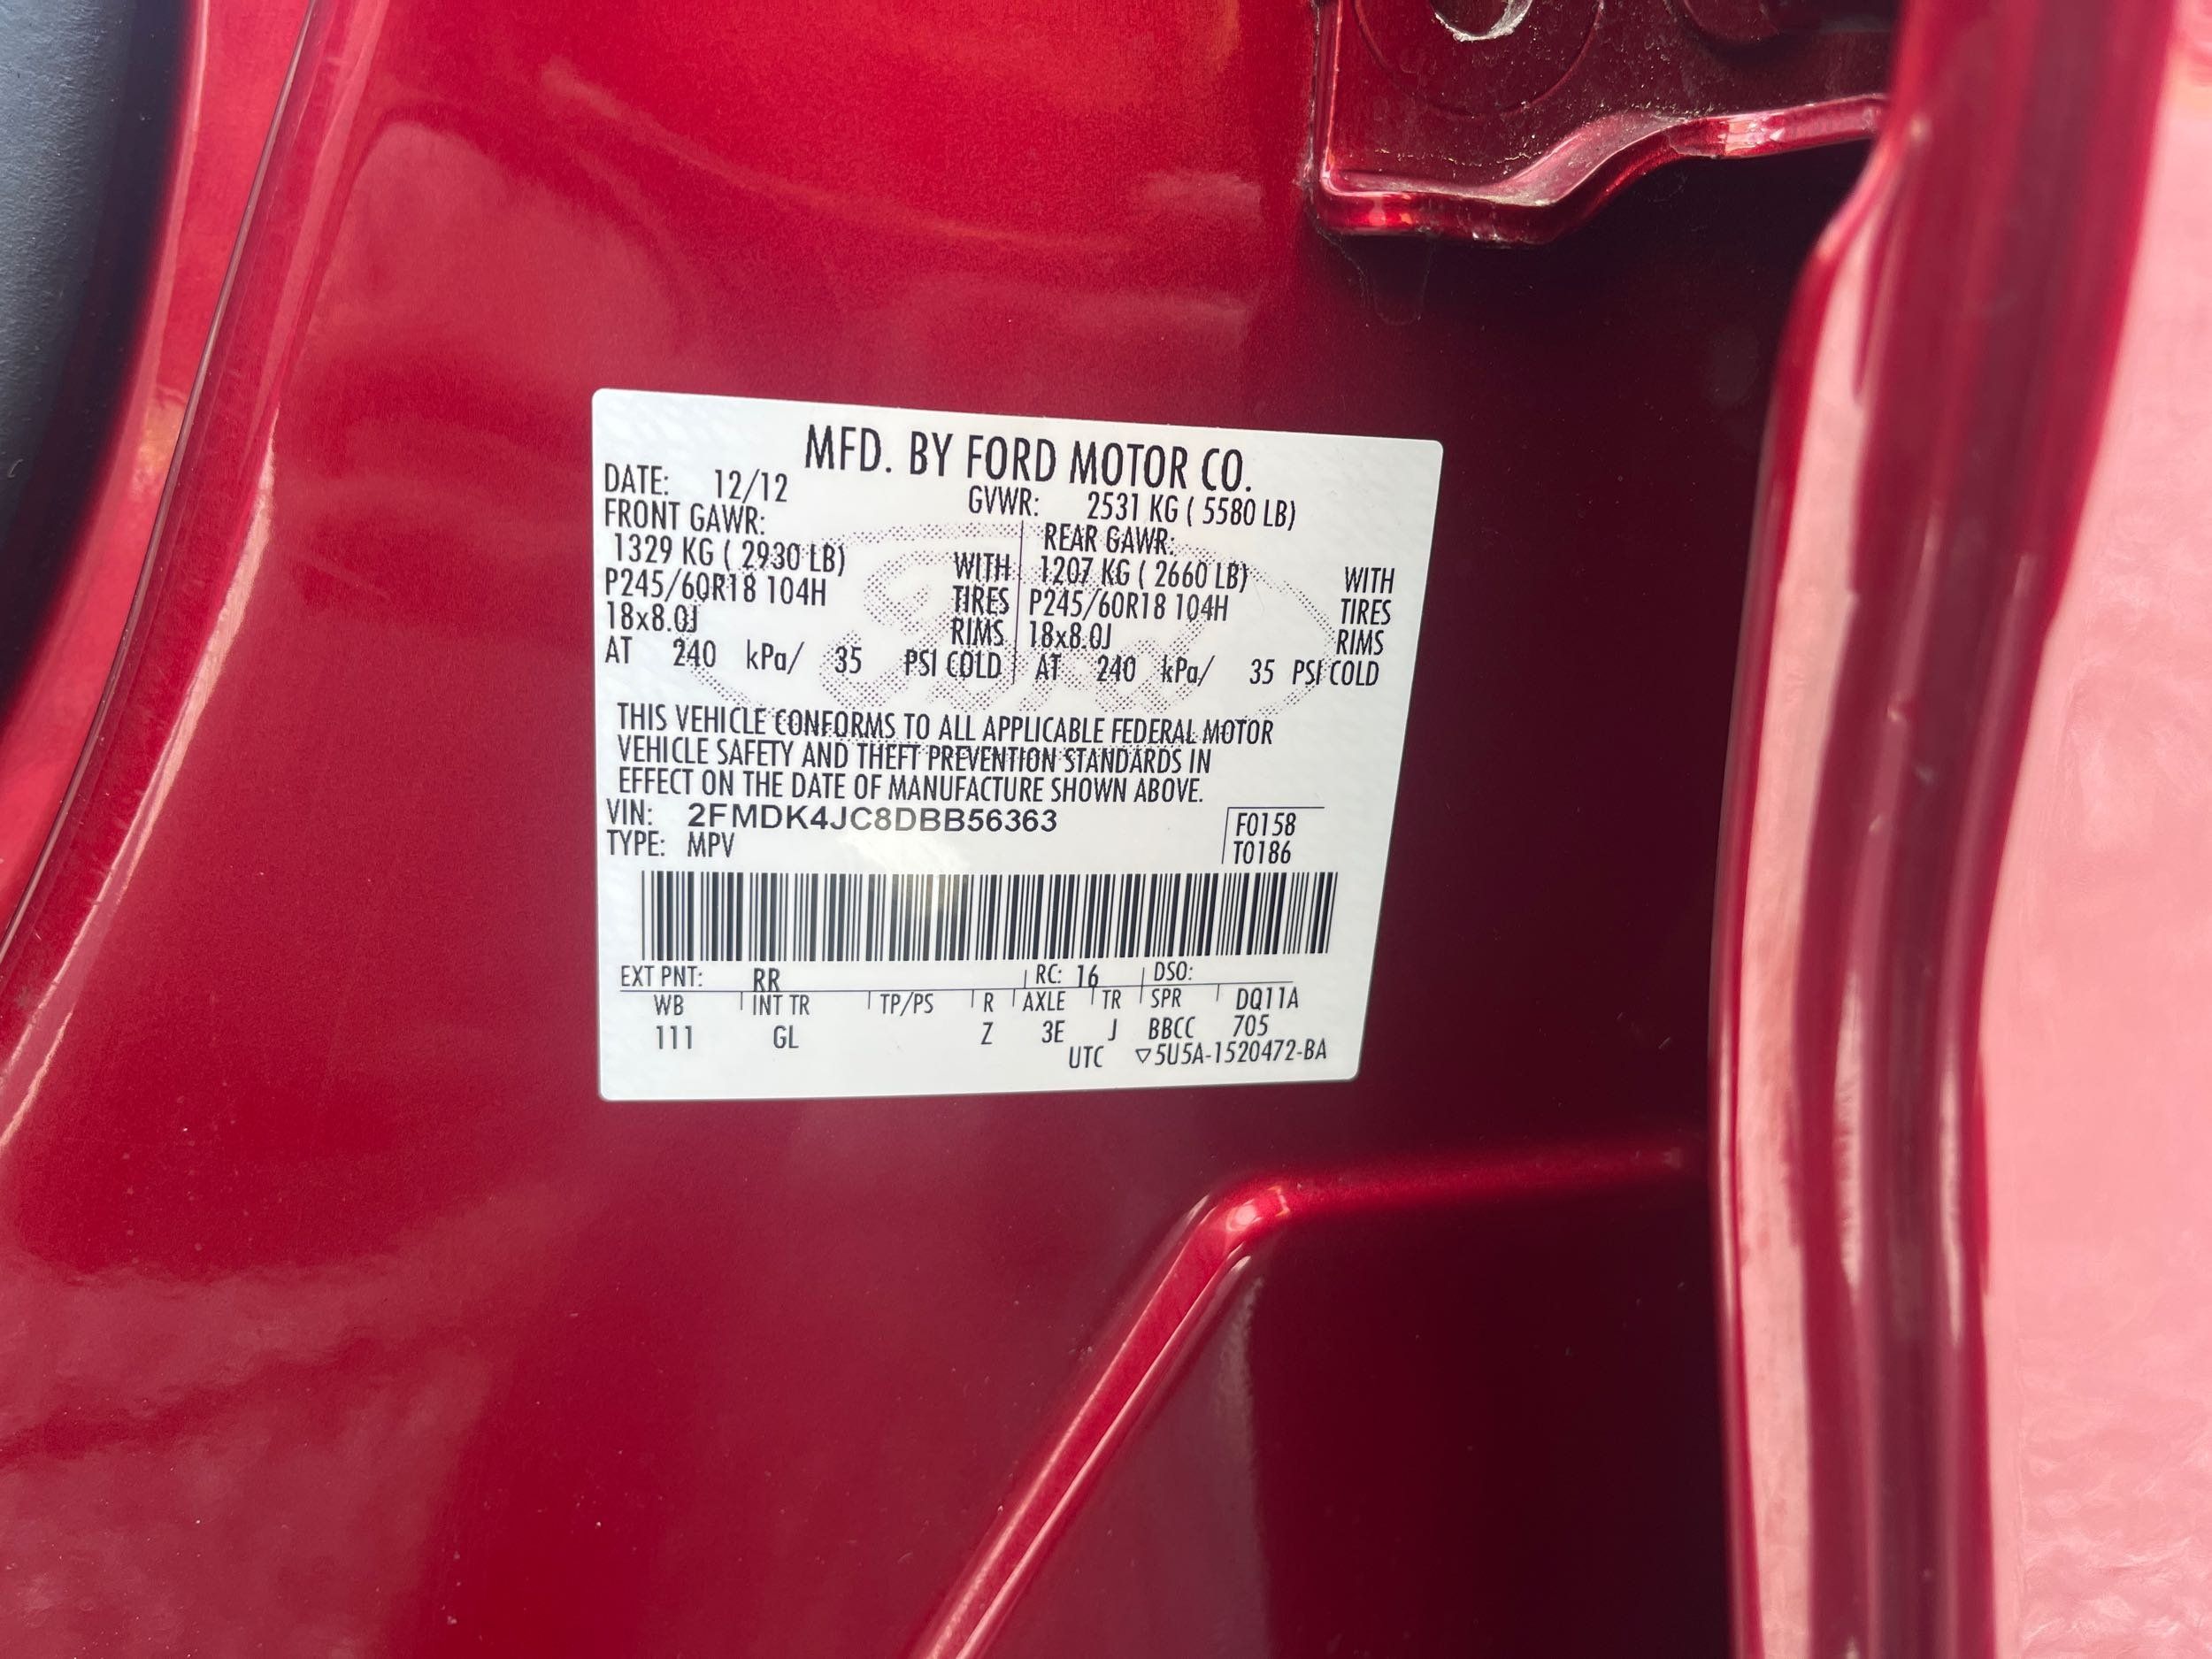 MFD. BY FORD MOTOR CO.
DATE: 12/12 GVWR: 2531 KG ( 5580 LB)
FRONT GAWR: REAR GAWR:
1329 KG ( 2930 LB) WITH 1207 KG ( 2660 LB) WITH
P245/60R18 104H TIRES P245/60R18 104H TIRES
18x8.0J RIMS 18x8.0J RIMS
AT 240 kPa/ 35 PSI COLD AT 240 kPa/ 35 PSI COLD
THIS VEHICLE CONFORMS TO ALL APPLICABLE FEDERAL MOTOR
VEHICLE SAFETY AND THEFT PREVENTION STANDARDS IN
EFFECT ON THE DATE OF MANUFACTURE SHOWN ABOVE.
VIN: 2FMDK4JC8DBB56363 F0158
TYPE: MPV T0186
EXT PNT: RR RC: 16 DSO:
WB INT TR TP/PS R AXLE TR SPR DQ11A
111 GL Z 3E J BBCC 705
UTC ▽5U5A-1520472-BA